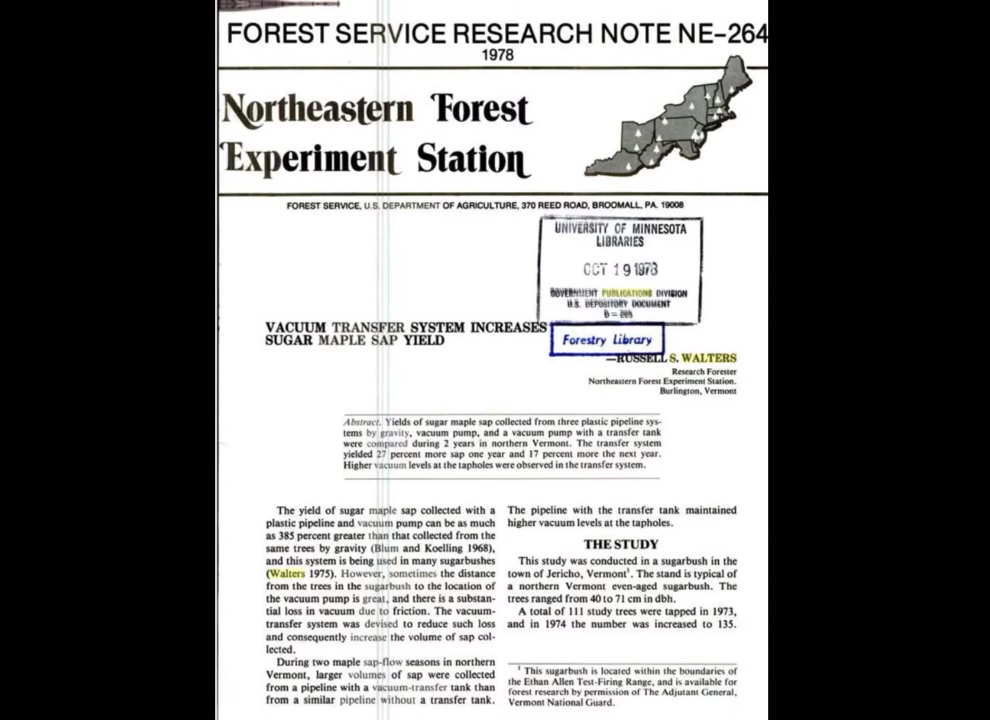 FOREST SERVICE RESEARCH NOTE NE-264
1978
Northeastern Forest
Experiment Station
FOREST SERVICE, U.S. DEPARTMENT OF AGRICULTURE, 370 REED ROAD, BROOMALL, PA. 19008
UNIVERSITY OF MINNESOTA
LIBRARIES
OCT 19 1978
GOVERNMENT PUBLICATIONS DIVISION
U.S. DEPOSITORY DOCUMENT
VACUUM TRANSFER SYSTEM INCREASES
SUGAR MAPLE SAP YIELD
Forestry Library
—RUSSELL S. WALTERS
Research Forester
Northeastern Forest Experiment Station.
Burlington, Vermont
Abstract. Yields of sugar maple sap collected from three plastic pipeline sys-
tems by gravity, vacuum pump, and a vacuum pump with a transfer tank
were compared during 2 years in northern Vermont. The transfer system
yielded 27 percent more sap one year and 17 percent more the next year.
Higher vacuum levels at the tapholes were observed in the transfer system.
The yield of sugar maple sap collected with a
plastic pipeline and vacuum pump can be as much
as 385 percent greater than that collected from the
same trees by gravity (Blum and Koelling 1968),
and this system is being used in many sugarbushes
(Walters 1975). However, sometimes the distance
from the trees in the sugarbush to the location of
the vacuum pump is great, and there is a substan-
tial loss in vacuum due to friction. The vacuum-
transfer system was devised to reduce such loss
and consequently increase the volume of sap col-
lected.
During two maple sap-flow seasons in northern
Vermont, larger volumes of sap were collected
from a pipeline with a vacuum-transfer tank than
from a similar pipeline without a transfer tank.
The pipeline with the transfer tank maintained
higher vacuum levels at the tapholes.
THE STUDY
This study was conducted in a sugarbush in the
town of Jericho, Vermont¹. The stand is typical of
a northern Vermont even-aged sugarbush. The
trees ranged from 40 to 71 cm in dbh.
A total of 111 study trees were tapped in 1973,
and in 1974 the number was increased to 135.
¹ This sugarbush is located within the boundaries of
the Ethan Allen Test-Firing Range, and is available for
forest research by permission of The Adjutant General,
Vermont National Guard.